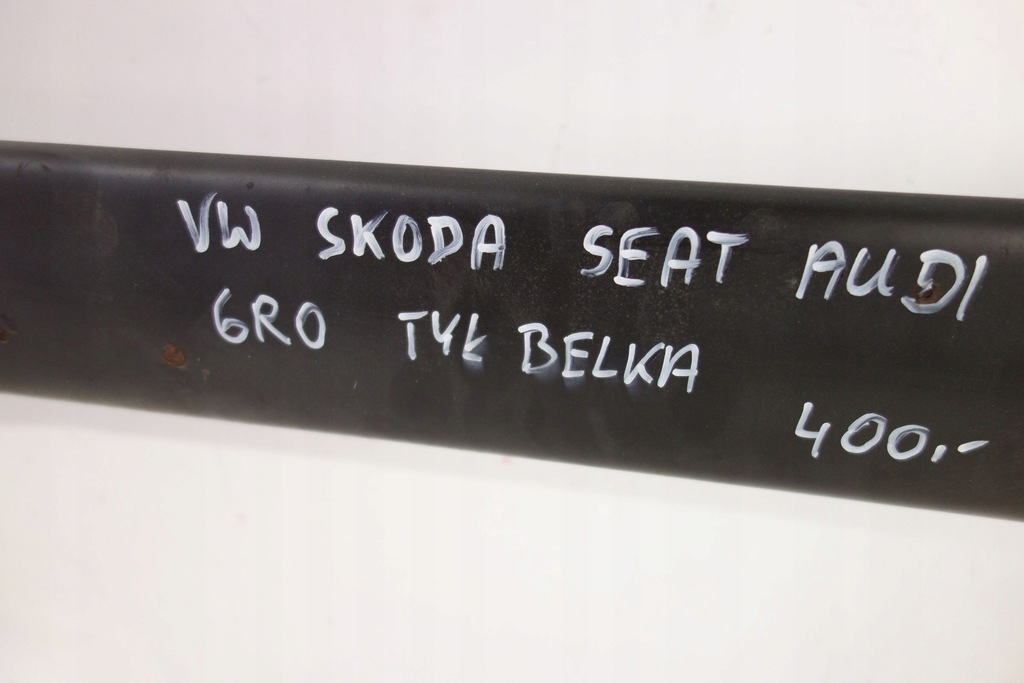 VW SKODA SEAT AUDI
6R0 TYŁ BELKA
400,-